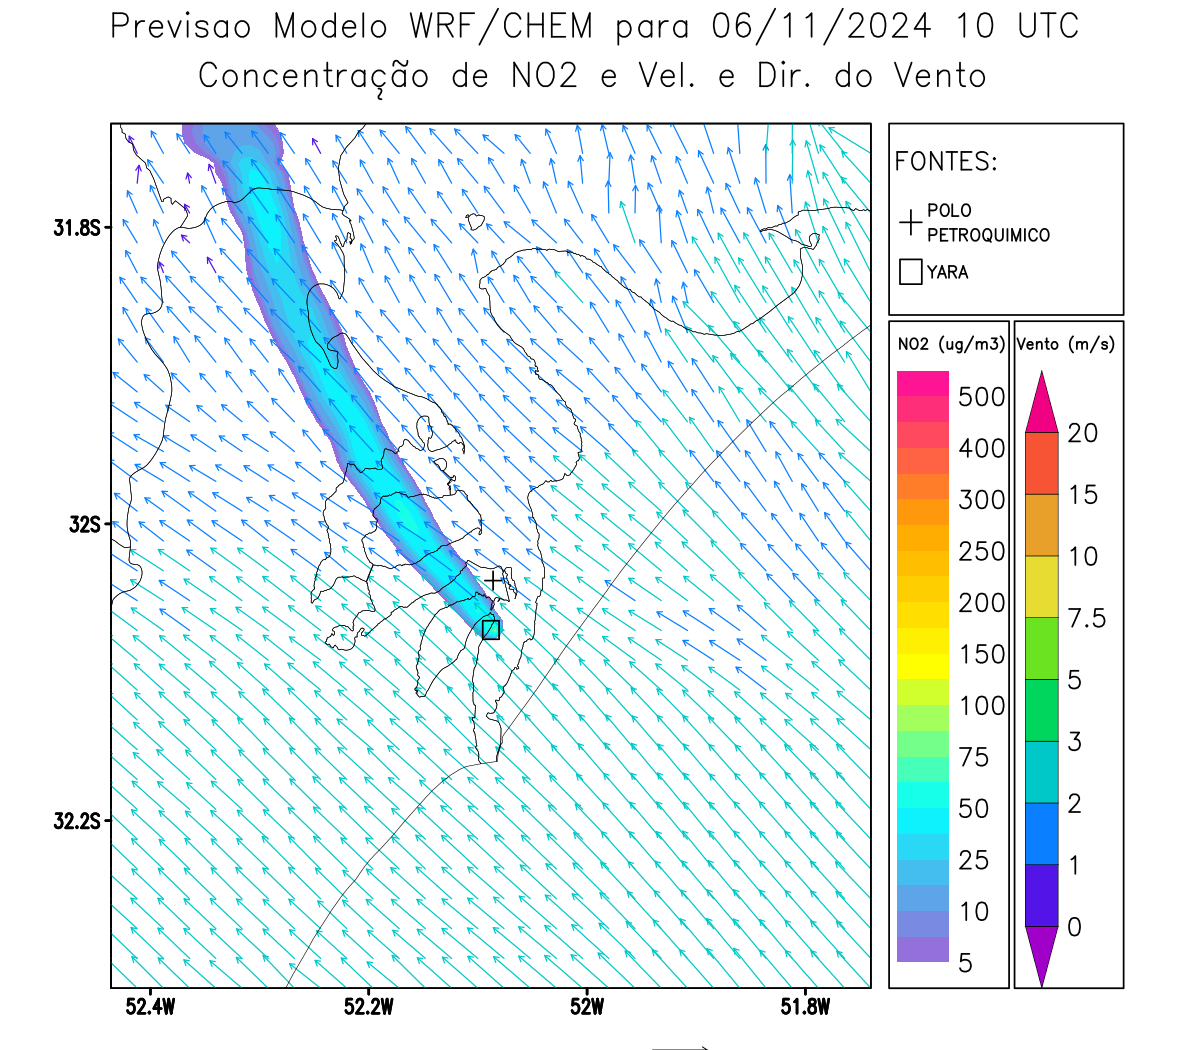 Previsao Modelo WRF/CHEM para 06/11/2024 10 UTC
Concentração de NO2 e Vel. e Dir. do Vento
FONTES:
POLO
PETROQUIMICO
YARA
NO2 (ug/m3)
500
400
300
250
200
150
100
75
50
25
10
5
Vento (m/s)
20
15
10
7.5
5
3
2
1
0
31.8S
32S
32.2S
52.4W
52.2W
52W
51.8W